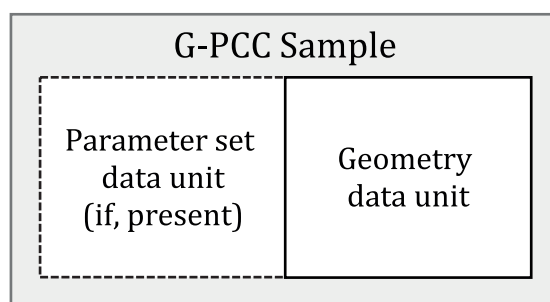 G-PCC Sample
Parameter set
data unit
(if, present)
Geometry
data unit